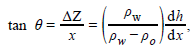 tan θ = ΔZ/x = (ρw/(ρw − ρo)) dh/dx,